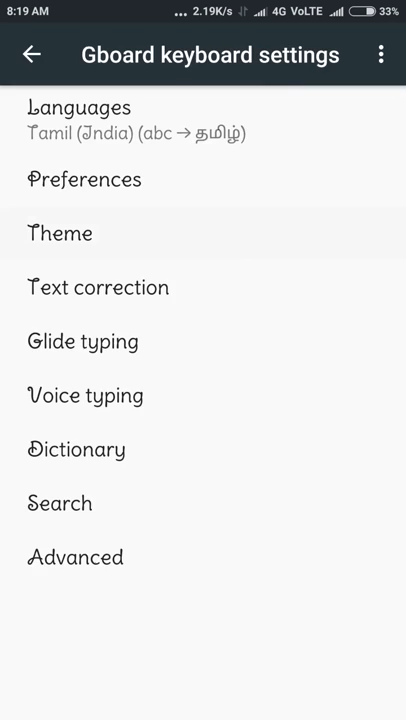 8:19 AM ... 2.19K/s 4G VoLTE 33%
Gboard keyboard settings
Languages
Tamil (India) (abc → தமிழ்)
Preferences
Theme
Text correction
Glide typing
Voice typing
Dictionary
Search
Advanced